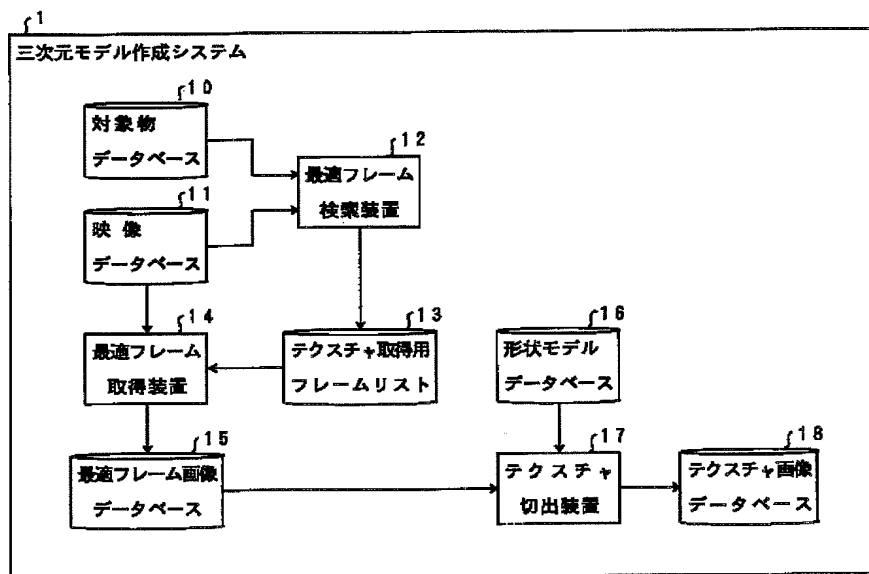 1
三次元モデル作成システム
10
対象物
データベース
12
最適フレーム
検索装置
11
映像
データベース
14
最適フレーム
取得装置
13
テクスチャ取得用
フレームリスト
16
形状モデル
データベース
15
最適フレーム画像
データベース
17
テクスチャ
切出装置
18
テクスチャ画像
データベース